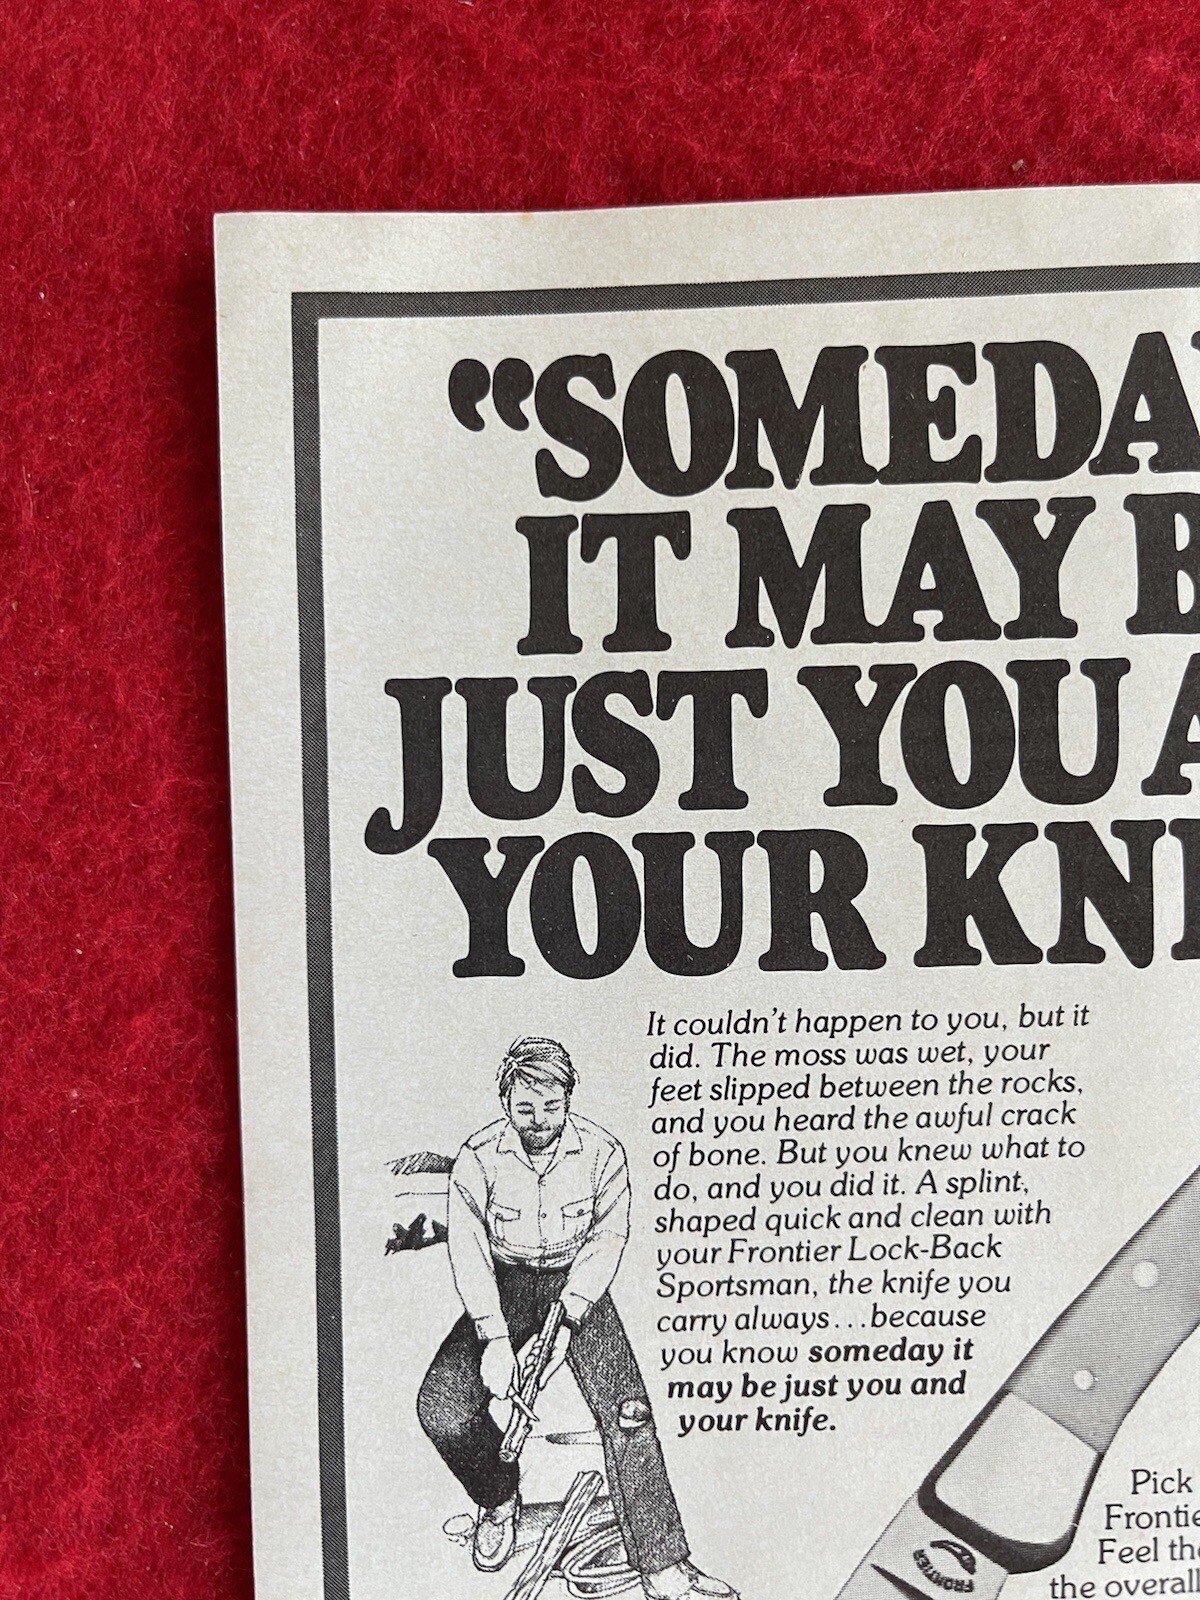 “SOMEDA
IT MAY B
JUST YOU A
YOUR KNI
It couldn't happen to you, but it
did. The moss was wet, your
feet slipped between the rocks,
and you heard the awful crack
of bone. But you knew what to
do, and you did it. A splint,
shaped quick and clean with
your Frontier Lock-Back
Sportsman, the knife you
carry always...because
you know someday it
may be just you and
your knife.
Pick
Frontie
Feel the
the overall
FRONTIER